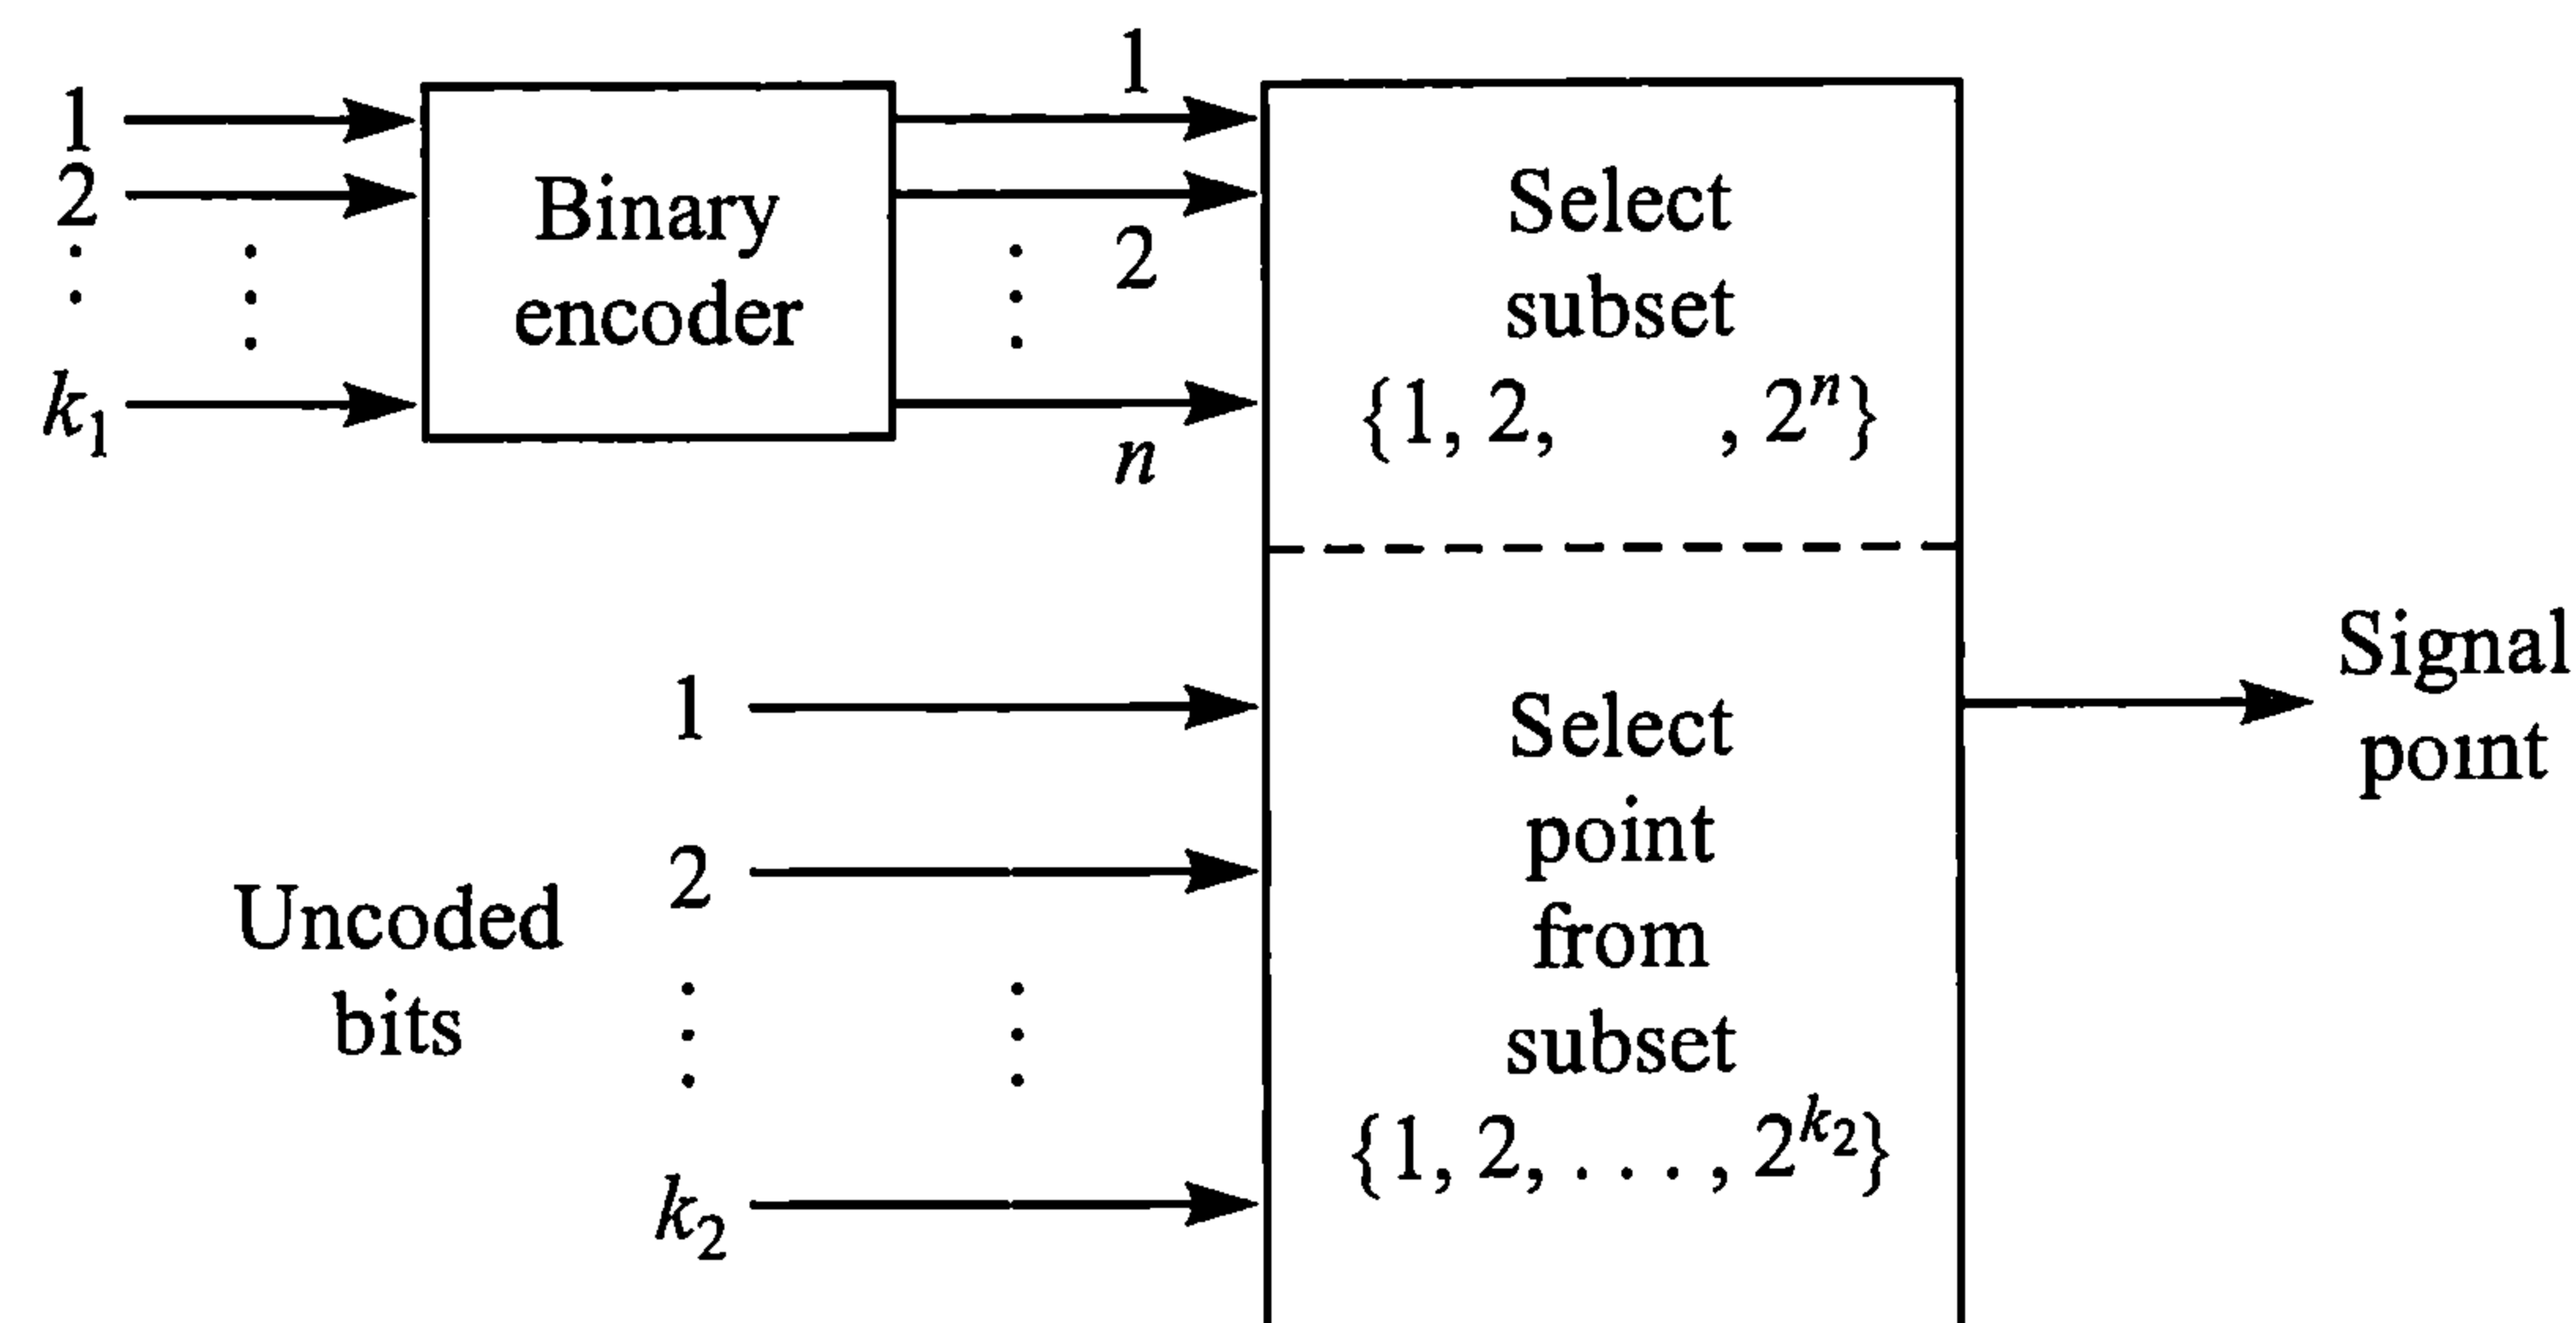 1
2
k₁
Binary
encoder
1
2
n
Select
subset
{1, 2, , 2ⁿ}
Uncoded
bits
1
2
k₂
Select
point
from
subset
{1, 2, . . . , 2^{k₂}}
Signal
point